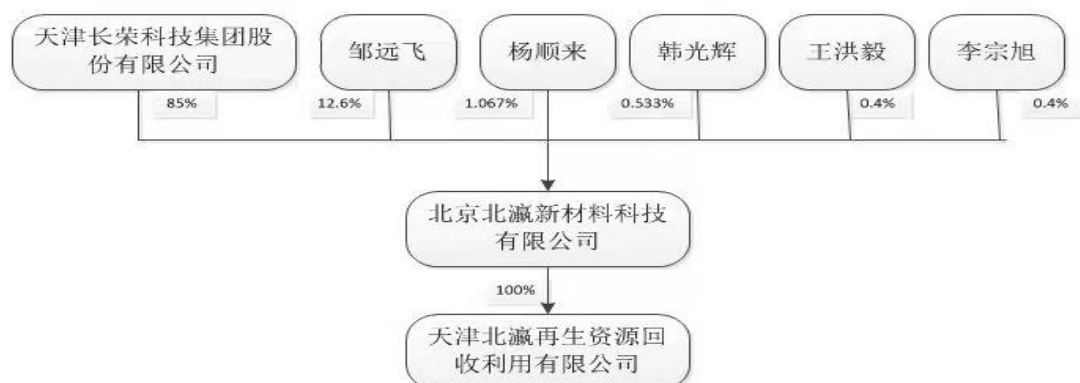 天津长荣科技集团股
份有限公司
邹远飞
杨顺来
韩光辉
王洪毅
李宗旭
85%
12.6%
1.067%
0.533%
0.4%
0.4%
北京北瀛新材料科技
有限公司
100%
天津北瀛再生资源回
收利用有限公司